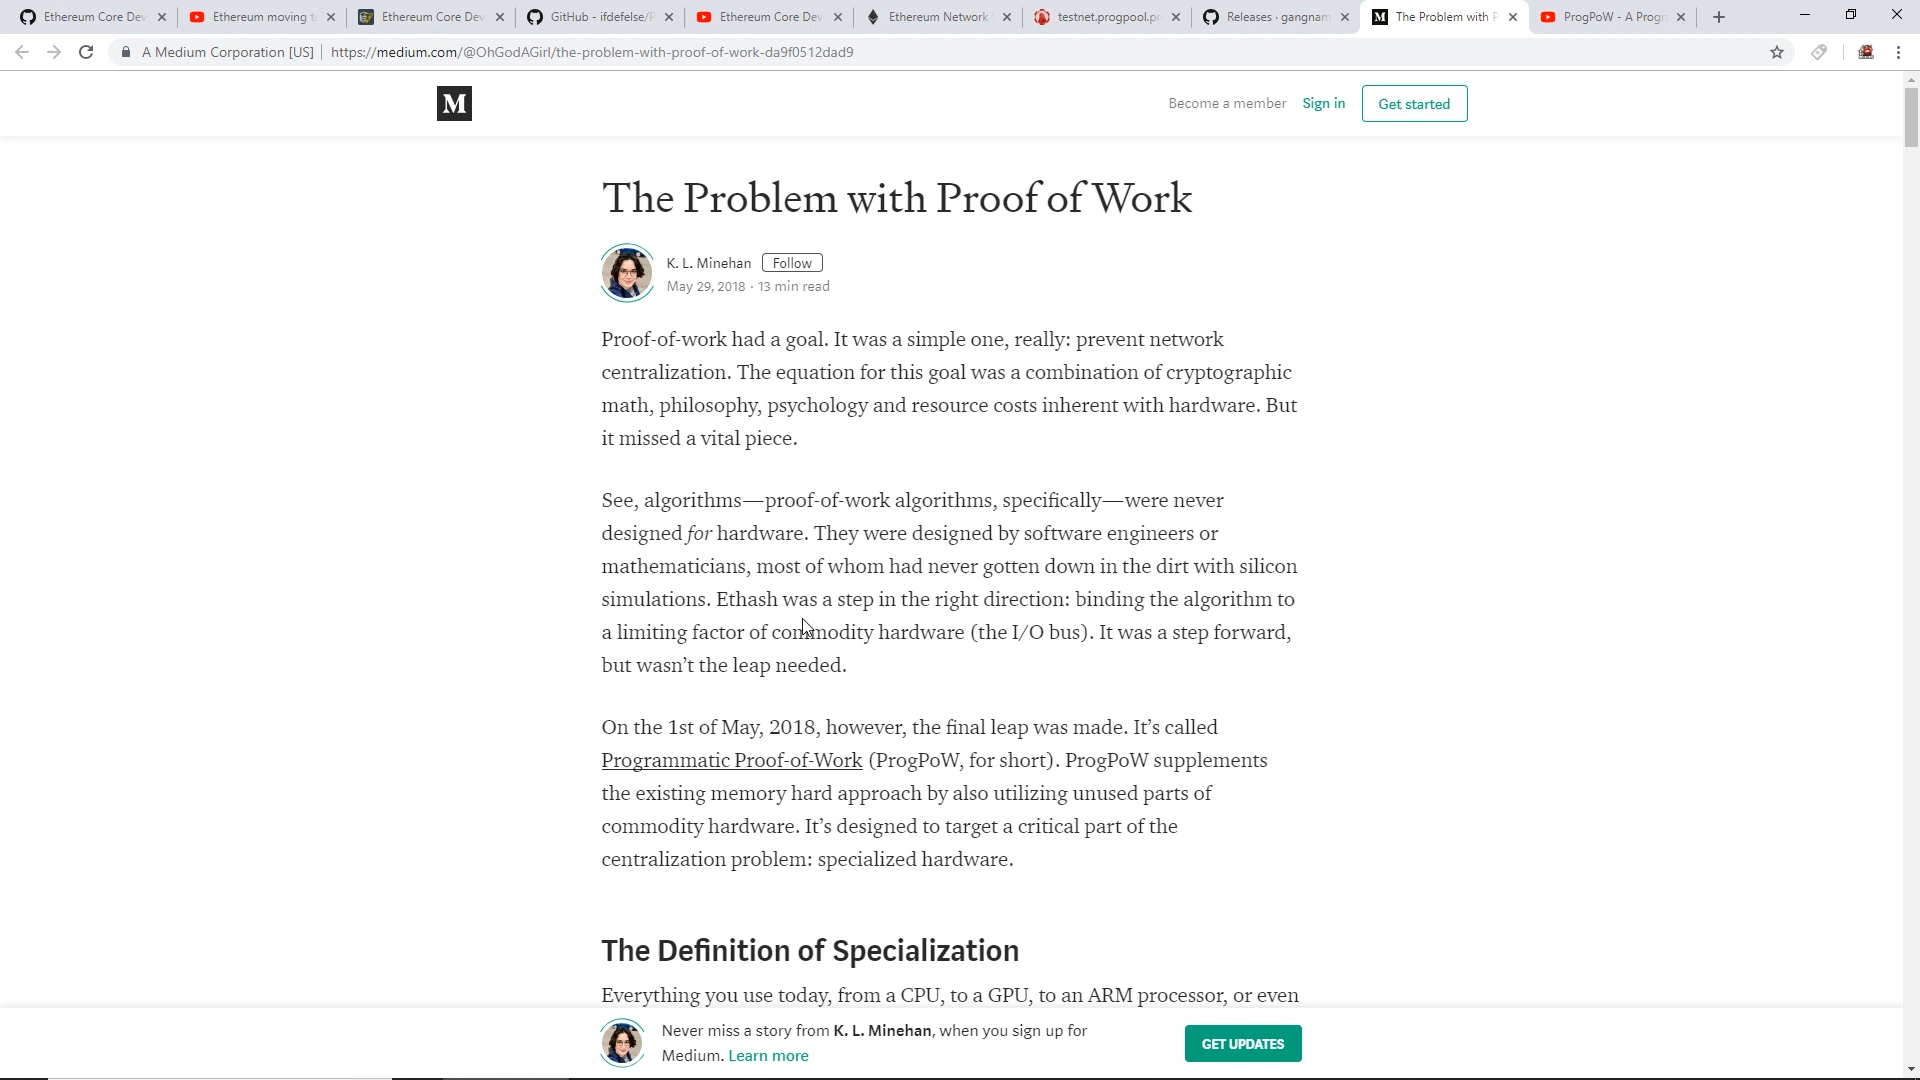 Ethereum Core Dev
Ethereum moving t
Ethereum Core Dev
GitHub - ifdefelse/P
Ethereum Core Dev
Ethereum Network
testnet.progpool.pr
Releases · gangnam
The Problem with P
ProgPoW - A Progr
A Medium Corporation [US]
https://medium.com/@OhGodAGirl/the-problem-with-proof-of-work-da9f0512dad9
M
Become a member
Sign in
Get started
The Problem with Proof of Work
K. L. Minehan
Follow
May 29, 2018 · 13 min read
Proof-of-work had a goal. It was a simple one, really: prevent network
centralization. The equation for this goal was a combination of cryptographic
math, philosophy, psychology and resource costs inherent with hardware. But
it missed a vital piece.
See, algorithms—proof-of-work algorithms, specifically—were never
designed for hardware. They were designed by software engineers or
mathematicians, most of whom had never gotten down in the dirt with silicon
simulations. Ethash was a step in the right direction: binding the algorithm to
a limiting factor of commodity hardware (the I/O bus). It was a step forward,
but wasn’t the leap needed.
On the 1st of May, 2018, however, the final leap was made. It’s called
Programmatic Proof-of-Work (ProgPoW, for short). ProgPoW supplements
the existing memory hard approach by also utilizing unused parts of
commodity hardware. It’s designed to target a critical part of the
centralization problem: specialized hardware.
The Definition of Specialization
Everything you use today, from a CPU, to a GPU, to an ARM processor, or even
Never miss a story from K. L. Minehan, when you sign up for
Medium. Learn more
GET UPDATES